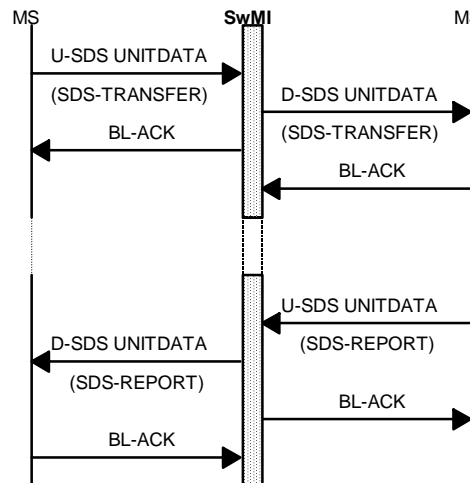 MS SwMI M
U-SDS UNITDATA
(SDS-TRANSFER)
D-SDS UNITDATA
(SDS-TRANSFER)
BL-ACK
BL-ACK
U-SDS UNITDATA
(SDS-REPORT)
D-SDS UNITDATA
(SDS-REPORT)
BL-ACK
BL-ACK